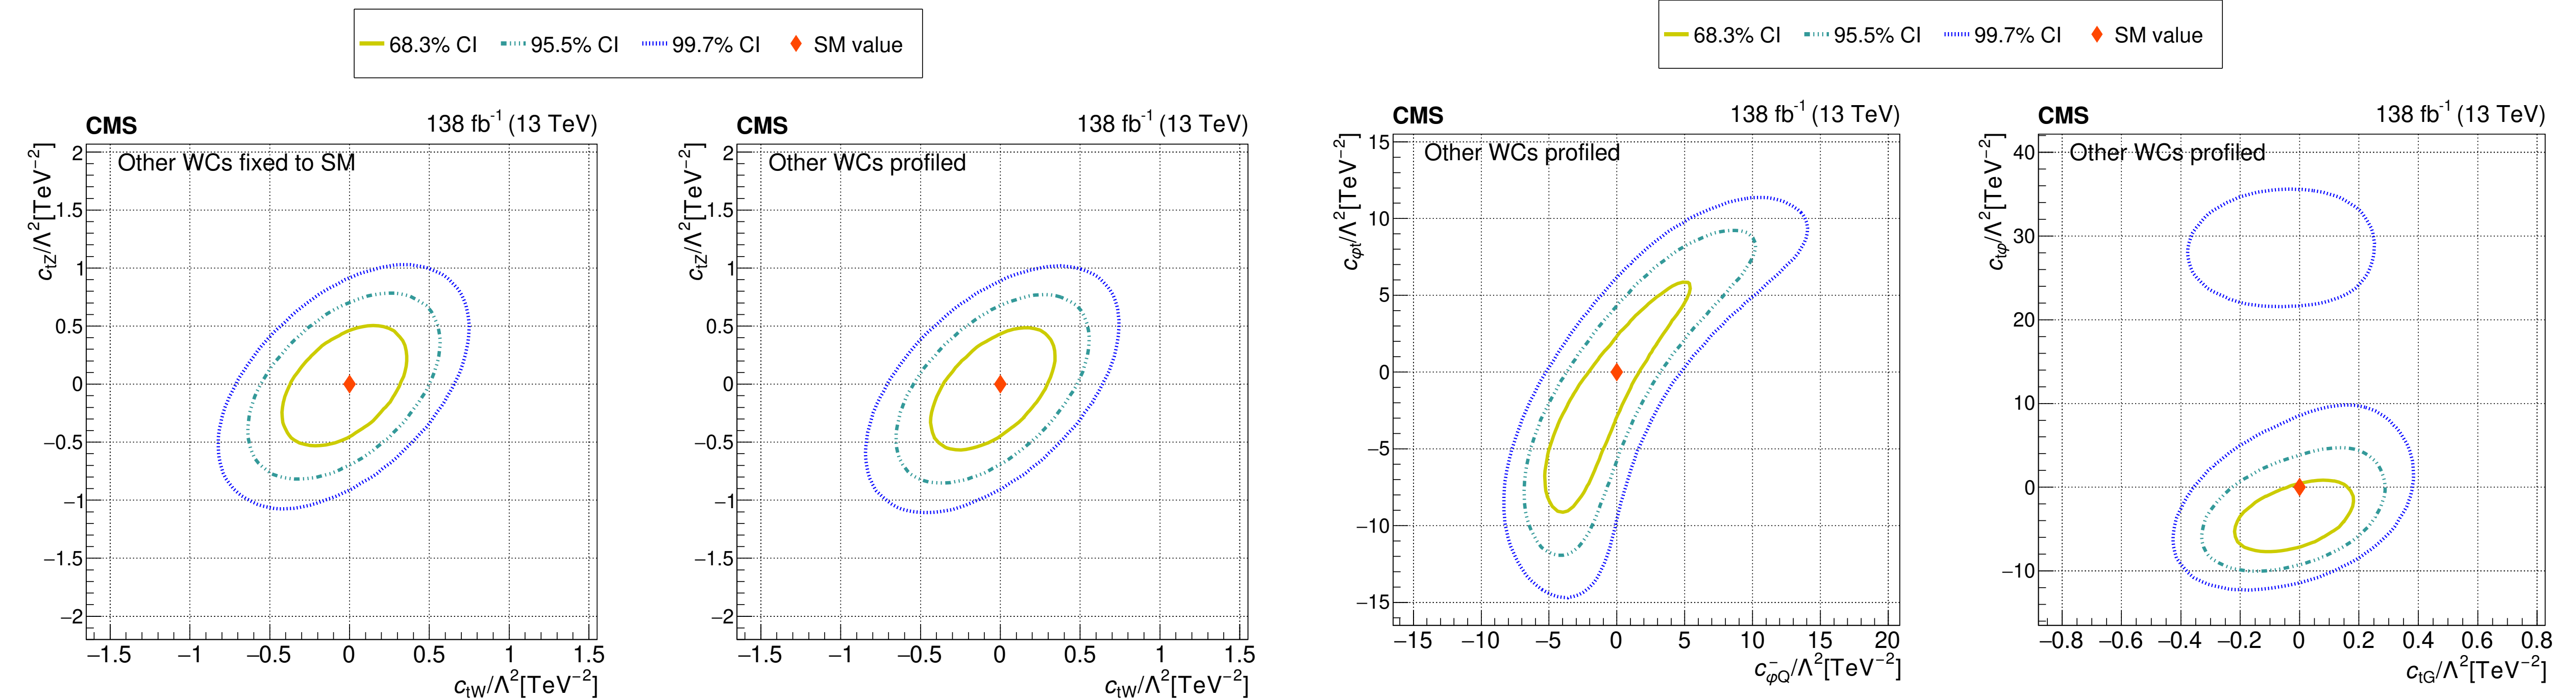 68.3% CI 95.5% CI 99.7% CI SM value
CMS 138 fb⁻¹ (13 TeV)
Other WCs fixed to SM
c_tZ/Λ²[TeV⁻²]
2
1.5
1
0.5
0
−0.5
−1
−1.5
−2
−1.5 −1 −0.5 0 0.5 1 1.5
c_tW/Λ²[TeV⁻²]
CMS 138 fb⁻¹ (13 TeV)
Other WCs profiled
c_tZ/Λ²[TeV⁻²]
2
1.5
1
0.5
0
−0.5
−1
−1.5
−2
−1.5 −1 −0.5 0 0.5 1 1.5
c_tW/Λ²[TeV⁻²]
68.3% CI 95.5% CI 99.7% CI SM value
CMS 138 fb⁻¹ (13 TeV)
Other WCs profiled
c_φt/Λ²[TeV⁻²]
15
10
5
0
−5
−10
−15
−15 −10 −5 0 5 10 15 20
c⁻_φQ/Λ²[TeV⁻²]
CMS 138 fb⁻¹ (13 TeV)
Other WCs profiled
c_tφ/Λ²[TeV⁻²]
40
30
20
10
0
−10
−0.8 −0.6 −0.4 −0.2 0 0.2 0.4 0.6 0.8
c_tG/Λ²[TeV⁻²]